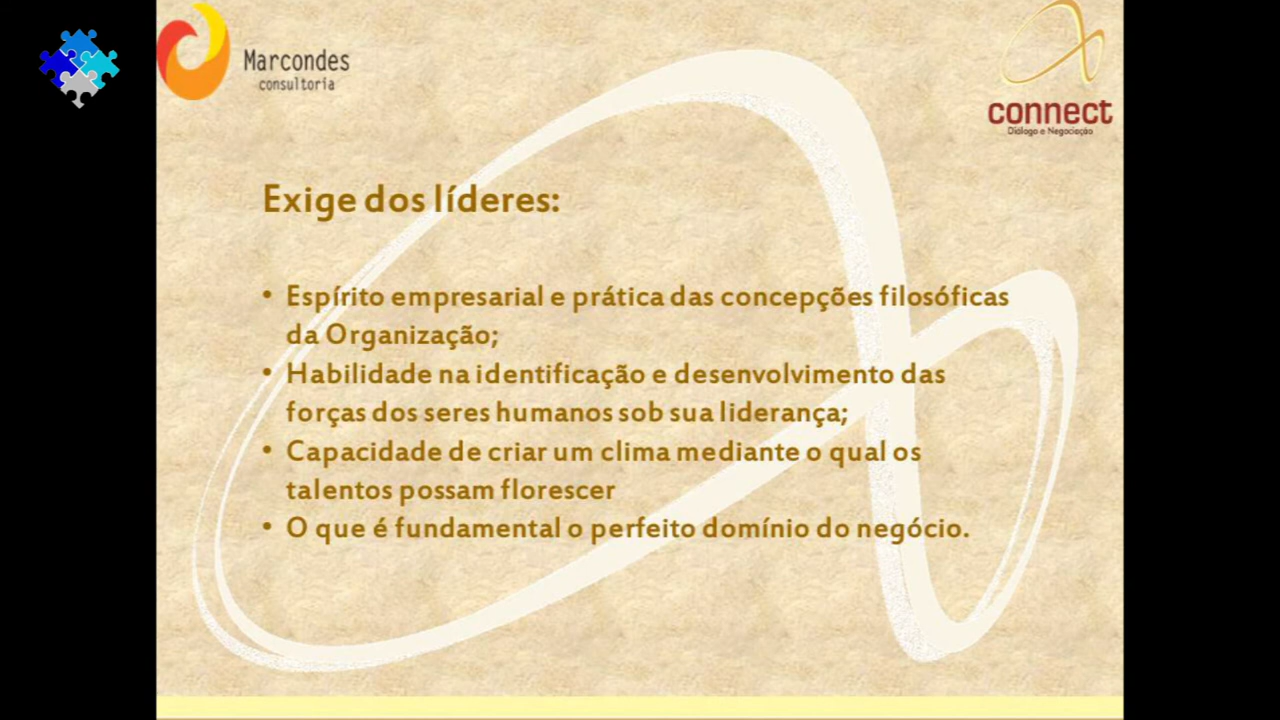 Marcondes
consultoria
connect
Diálogo e Negociação
Exige dos líderes:
• Espírito empresarial e prática das concepções filosóficas
da Organização;
• Habilidade na identificação e desenvolvimento das
forças dos seres humanos sob sua liderança;
• Capacidade de criar um clima mediante o qual os
talentos possam florescer
• O que é fundamental o perfeito domínio do negócio.